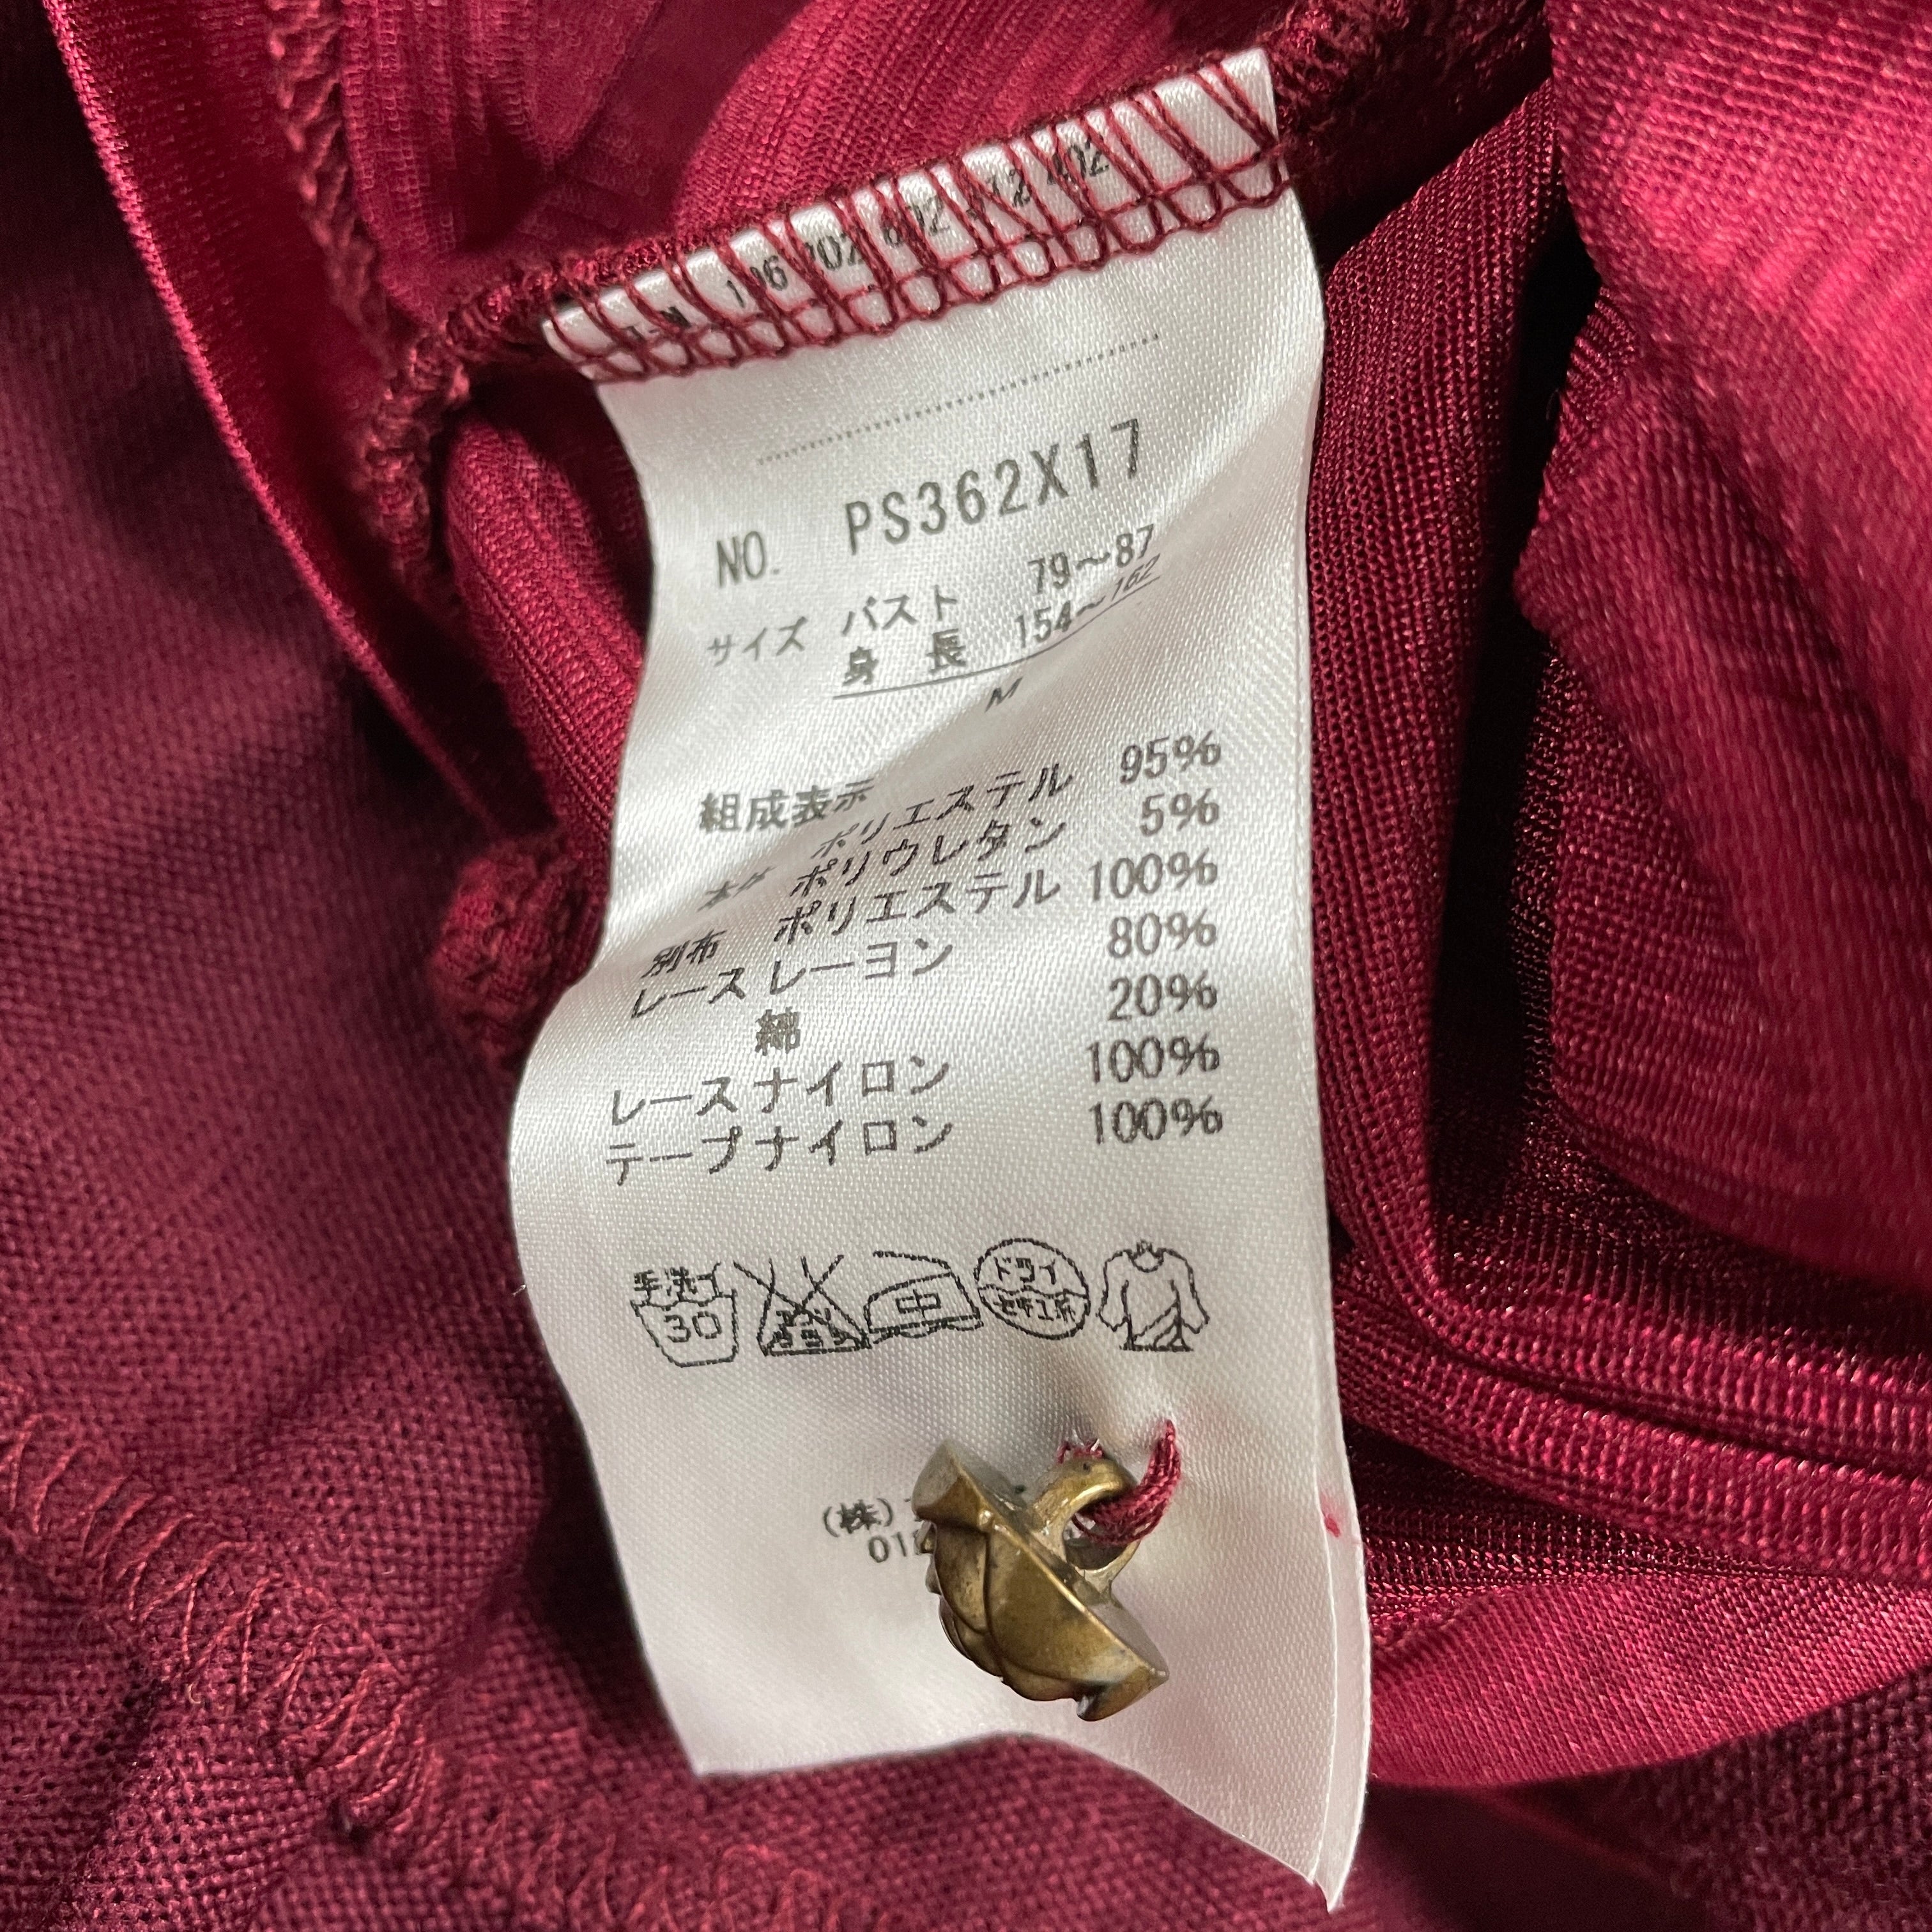 NO. PS362X17
サイズ バスト 79～87
身 長 154～162
M
組成表示
本体 ポリエステル 95%
ポリウレタン 5%
別布 ポリエステル 100%
レース レーヨン 80%
綿 20%
レース ナイロン 100%
テープ ナイロン 100%
手洗イ 30 中 ドライ セキユ系
(株)